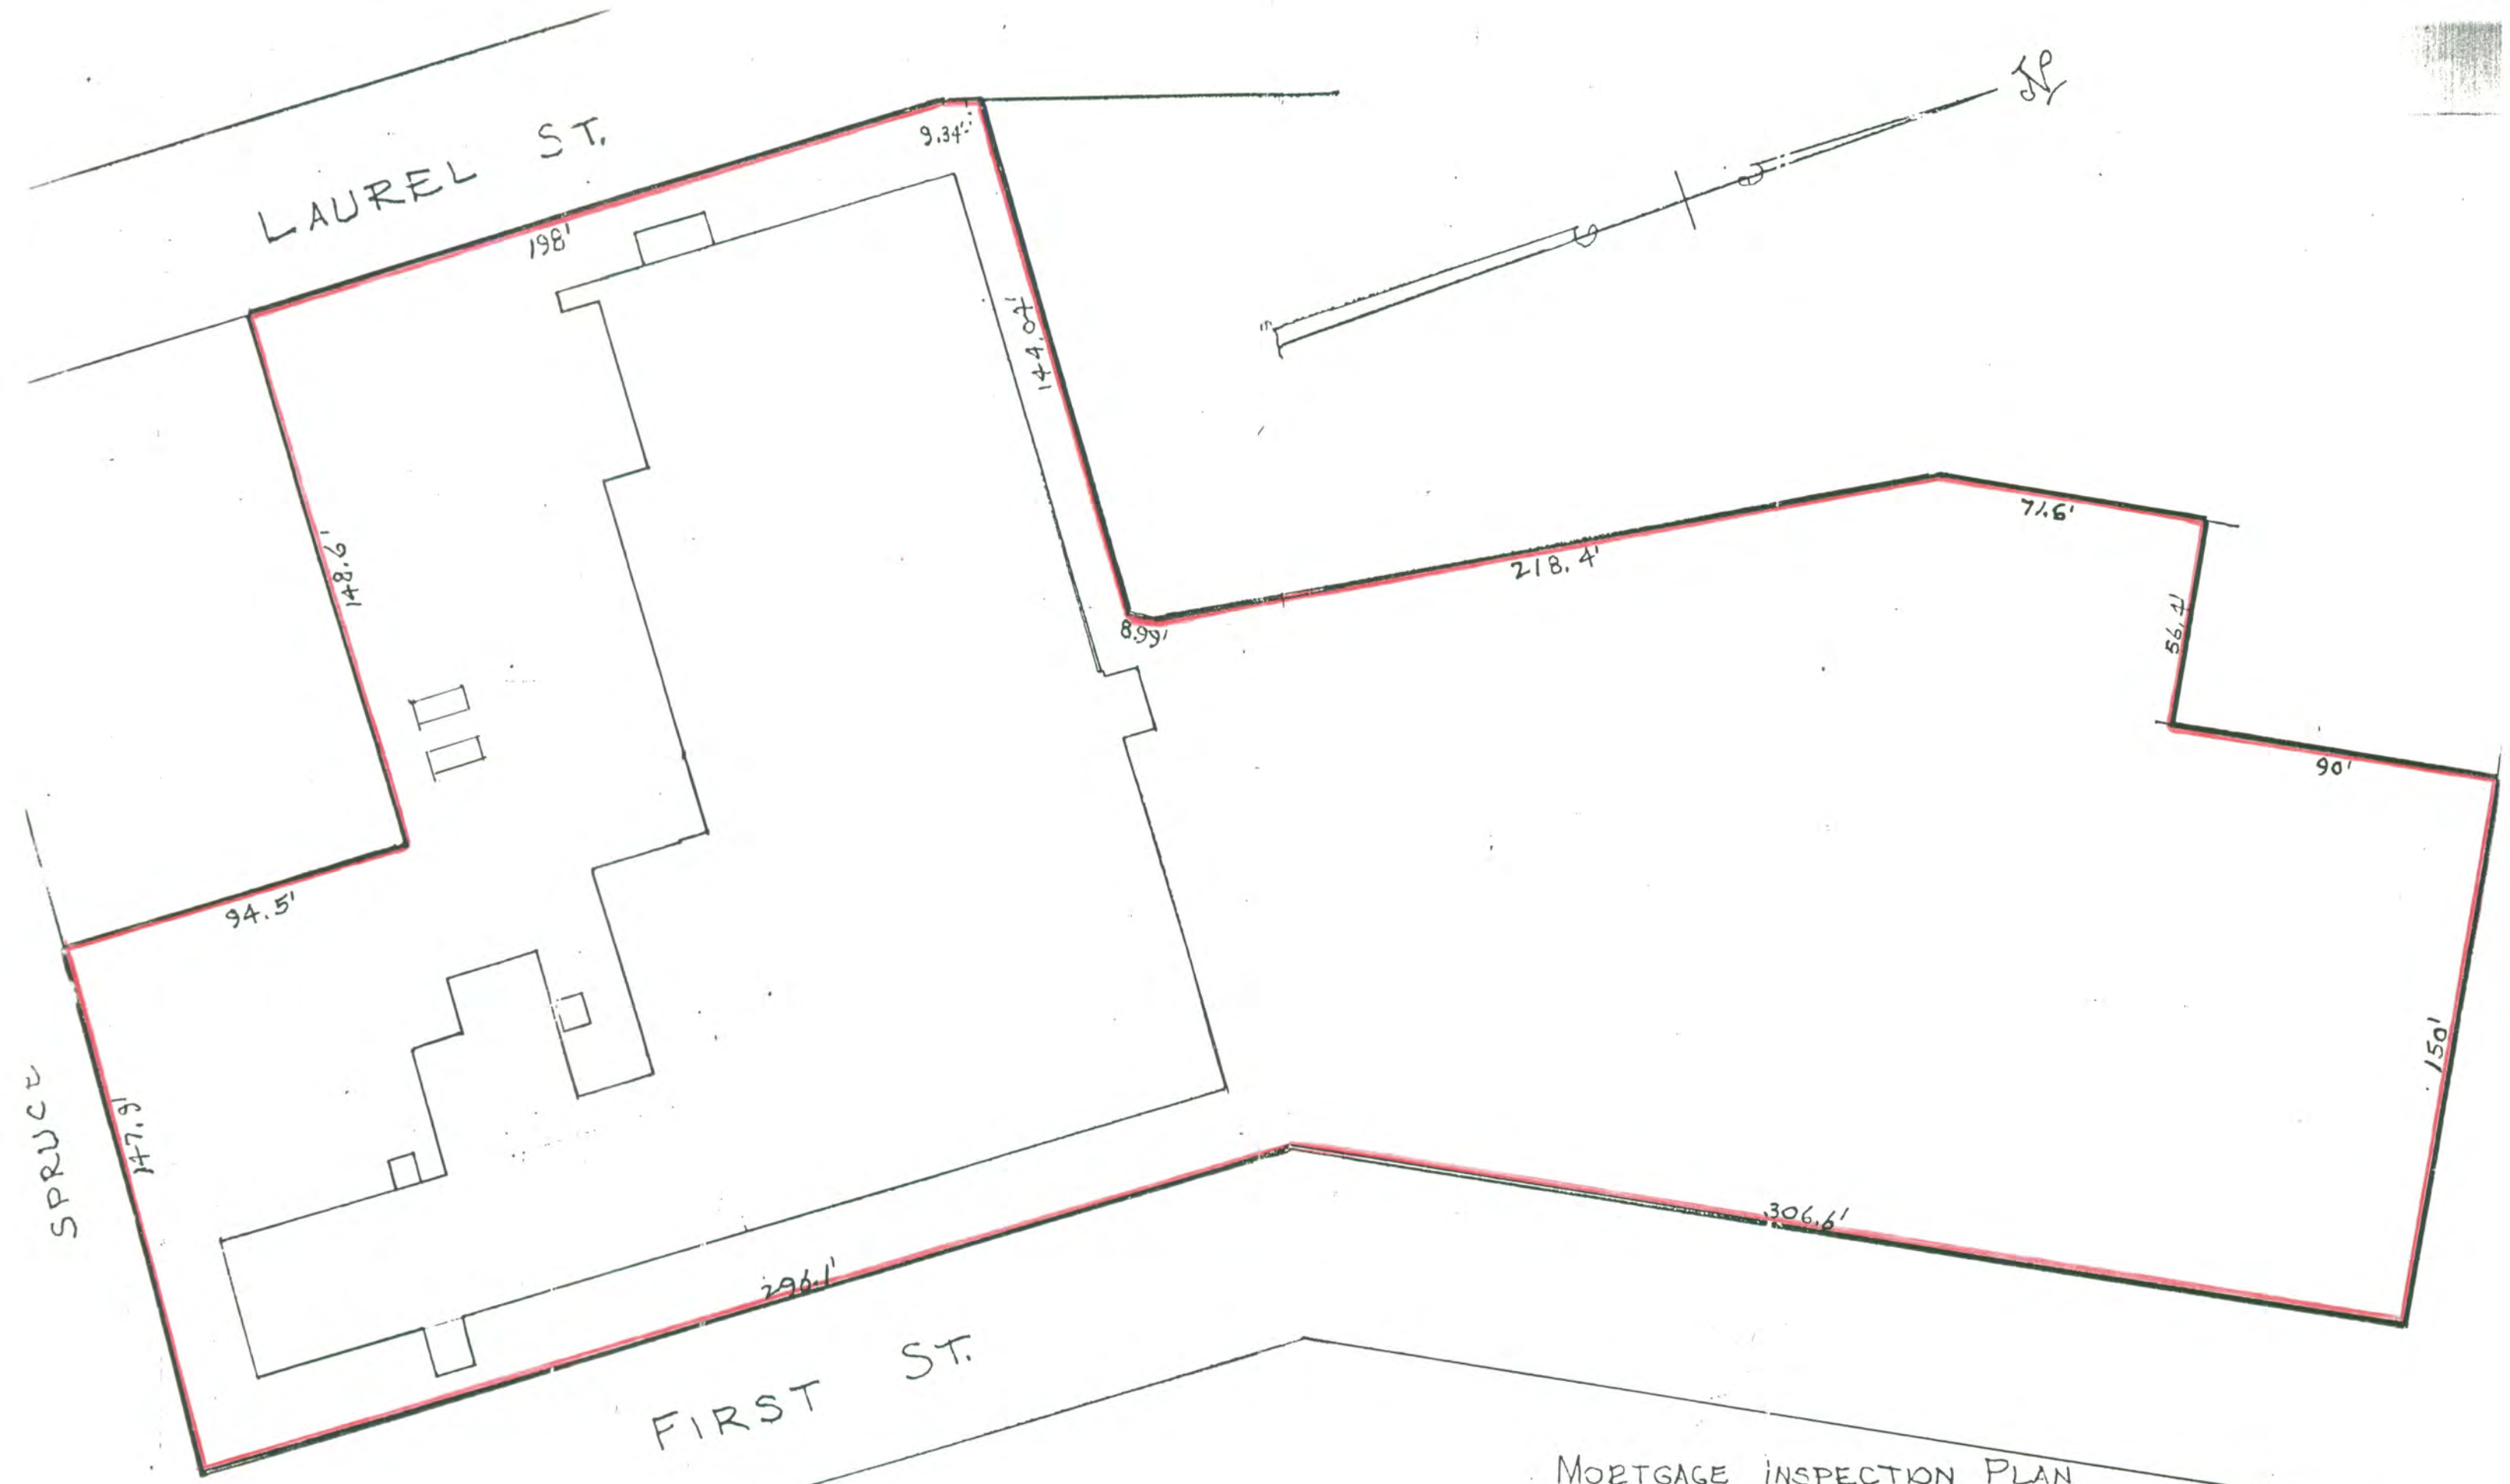 LAUREL ST.
N
9.34'
198'
144.07'
148.6'
218.4'
71.6'
8.99'
56.4'
90'
94.5'
150'
SPRUCE
147.9'
306.6'
296.1'
FIRST ST.
MORTGAGE INSPECTION PLAN